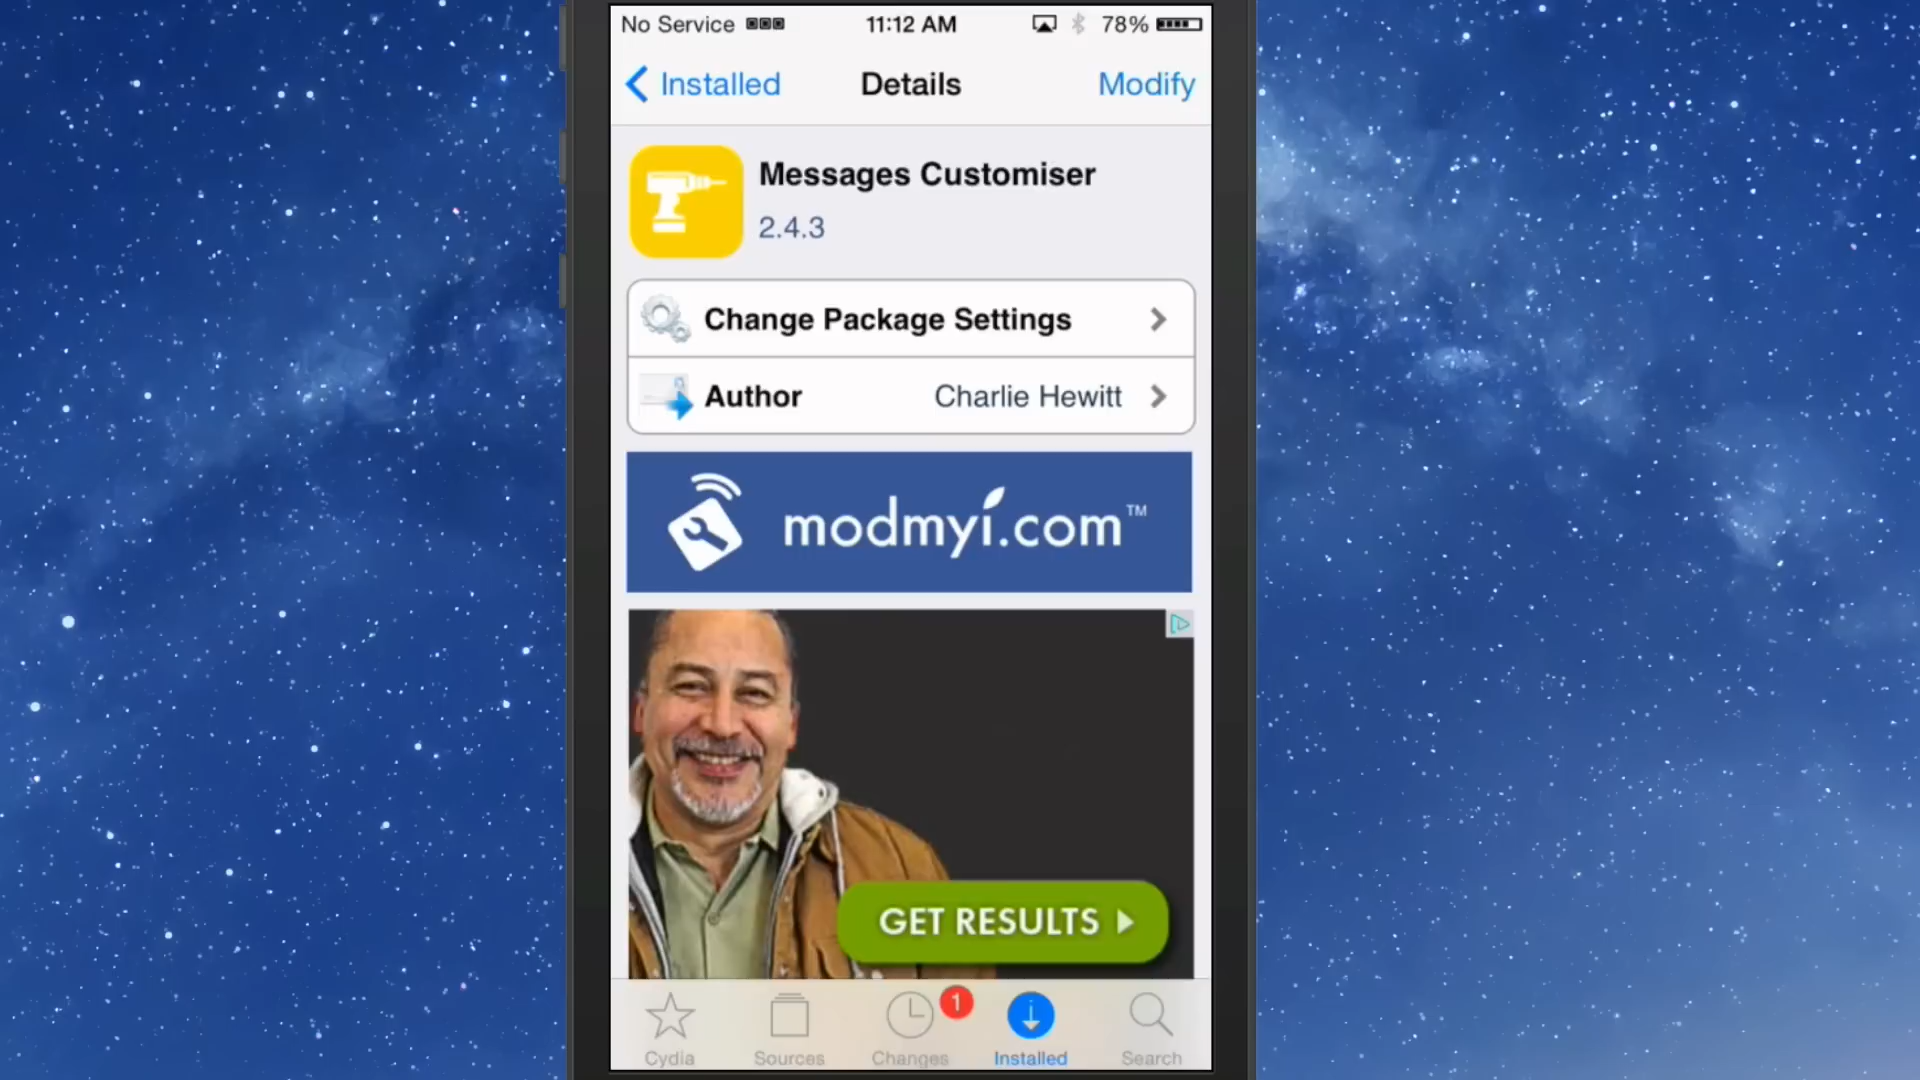 No Service 11:12 AM 78%
Installed Details Modify
Messages Customiser
2.4.3
Change Package Settings
Author Charlie Hewitt
modmyi.com™
GET RESULTS
1
Cydia Sources Changes Installed Search